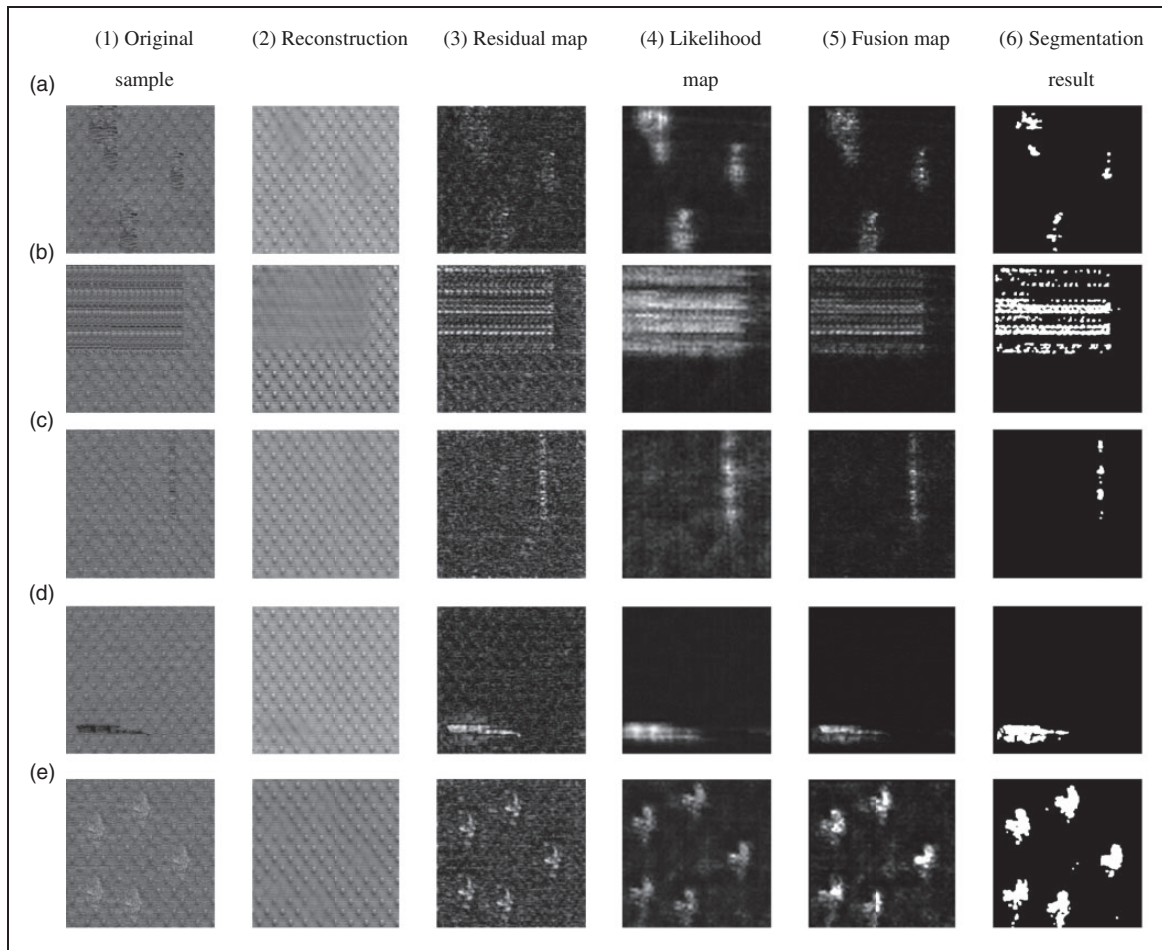 (1) Original (2) Reconstruction (3) Residual map (4) Likelihood (5) Fusion map (6) Segmentation
sample map result
(a)
(b)
(c)
(d)
(e)